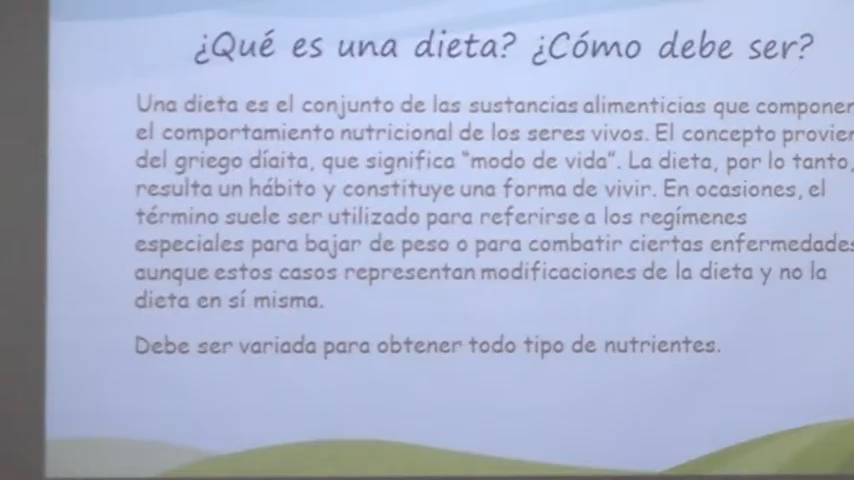 ¿Qué es una dieta? ¿Cómo debe ser?
Una dieta es el conjunto de las sustancias alimenticias que componen
el comportamiento nutricional de los seres vivos. El concepto
del griego díaita, que significa "modo de vida". La dieta, por lo tanto,
resulta un hábito y constituye una forma de vivir. En ocasiones, el
término suele ser utilizado para referirse a los regímenes
especiales para bajar de peso o para combatir ciertas enfermedades
aunque estos casos representan modificaciones de la dieta y no la
dieta en sí misma.
Debe ser variada para obtener todo tipo de nutrientes.